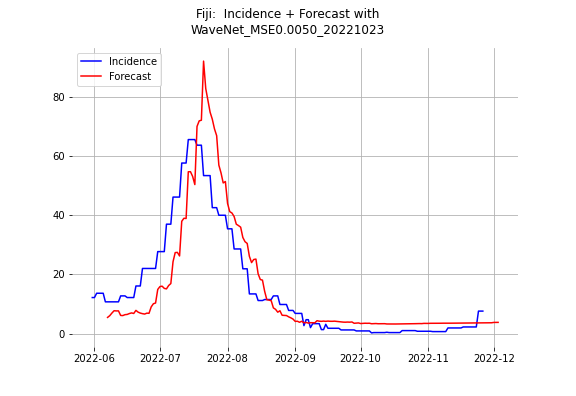 Fiji:  Incidence + Forecast with
WaveNet_MSE0.0050_20221023
Incidence
Forecast
80
60
40
20
0
2022-06 2022-07 2022-08 2022-09 2022-10 2022-11 2022-12